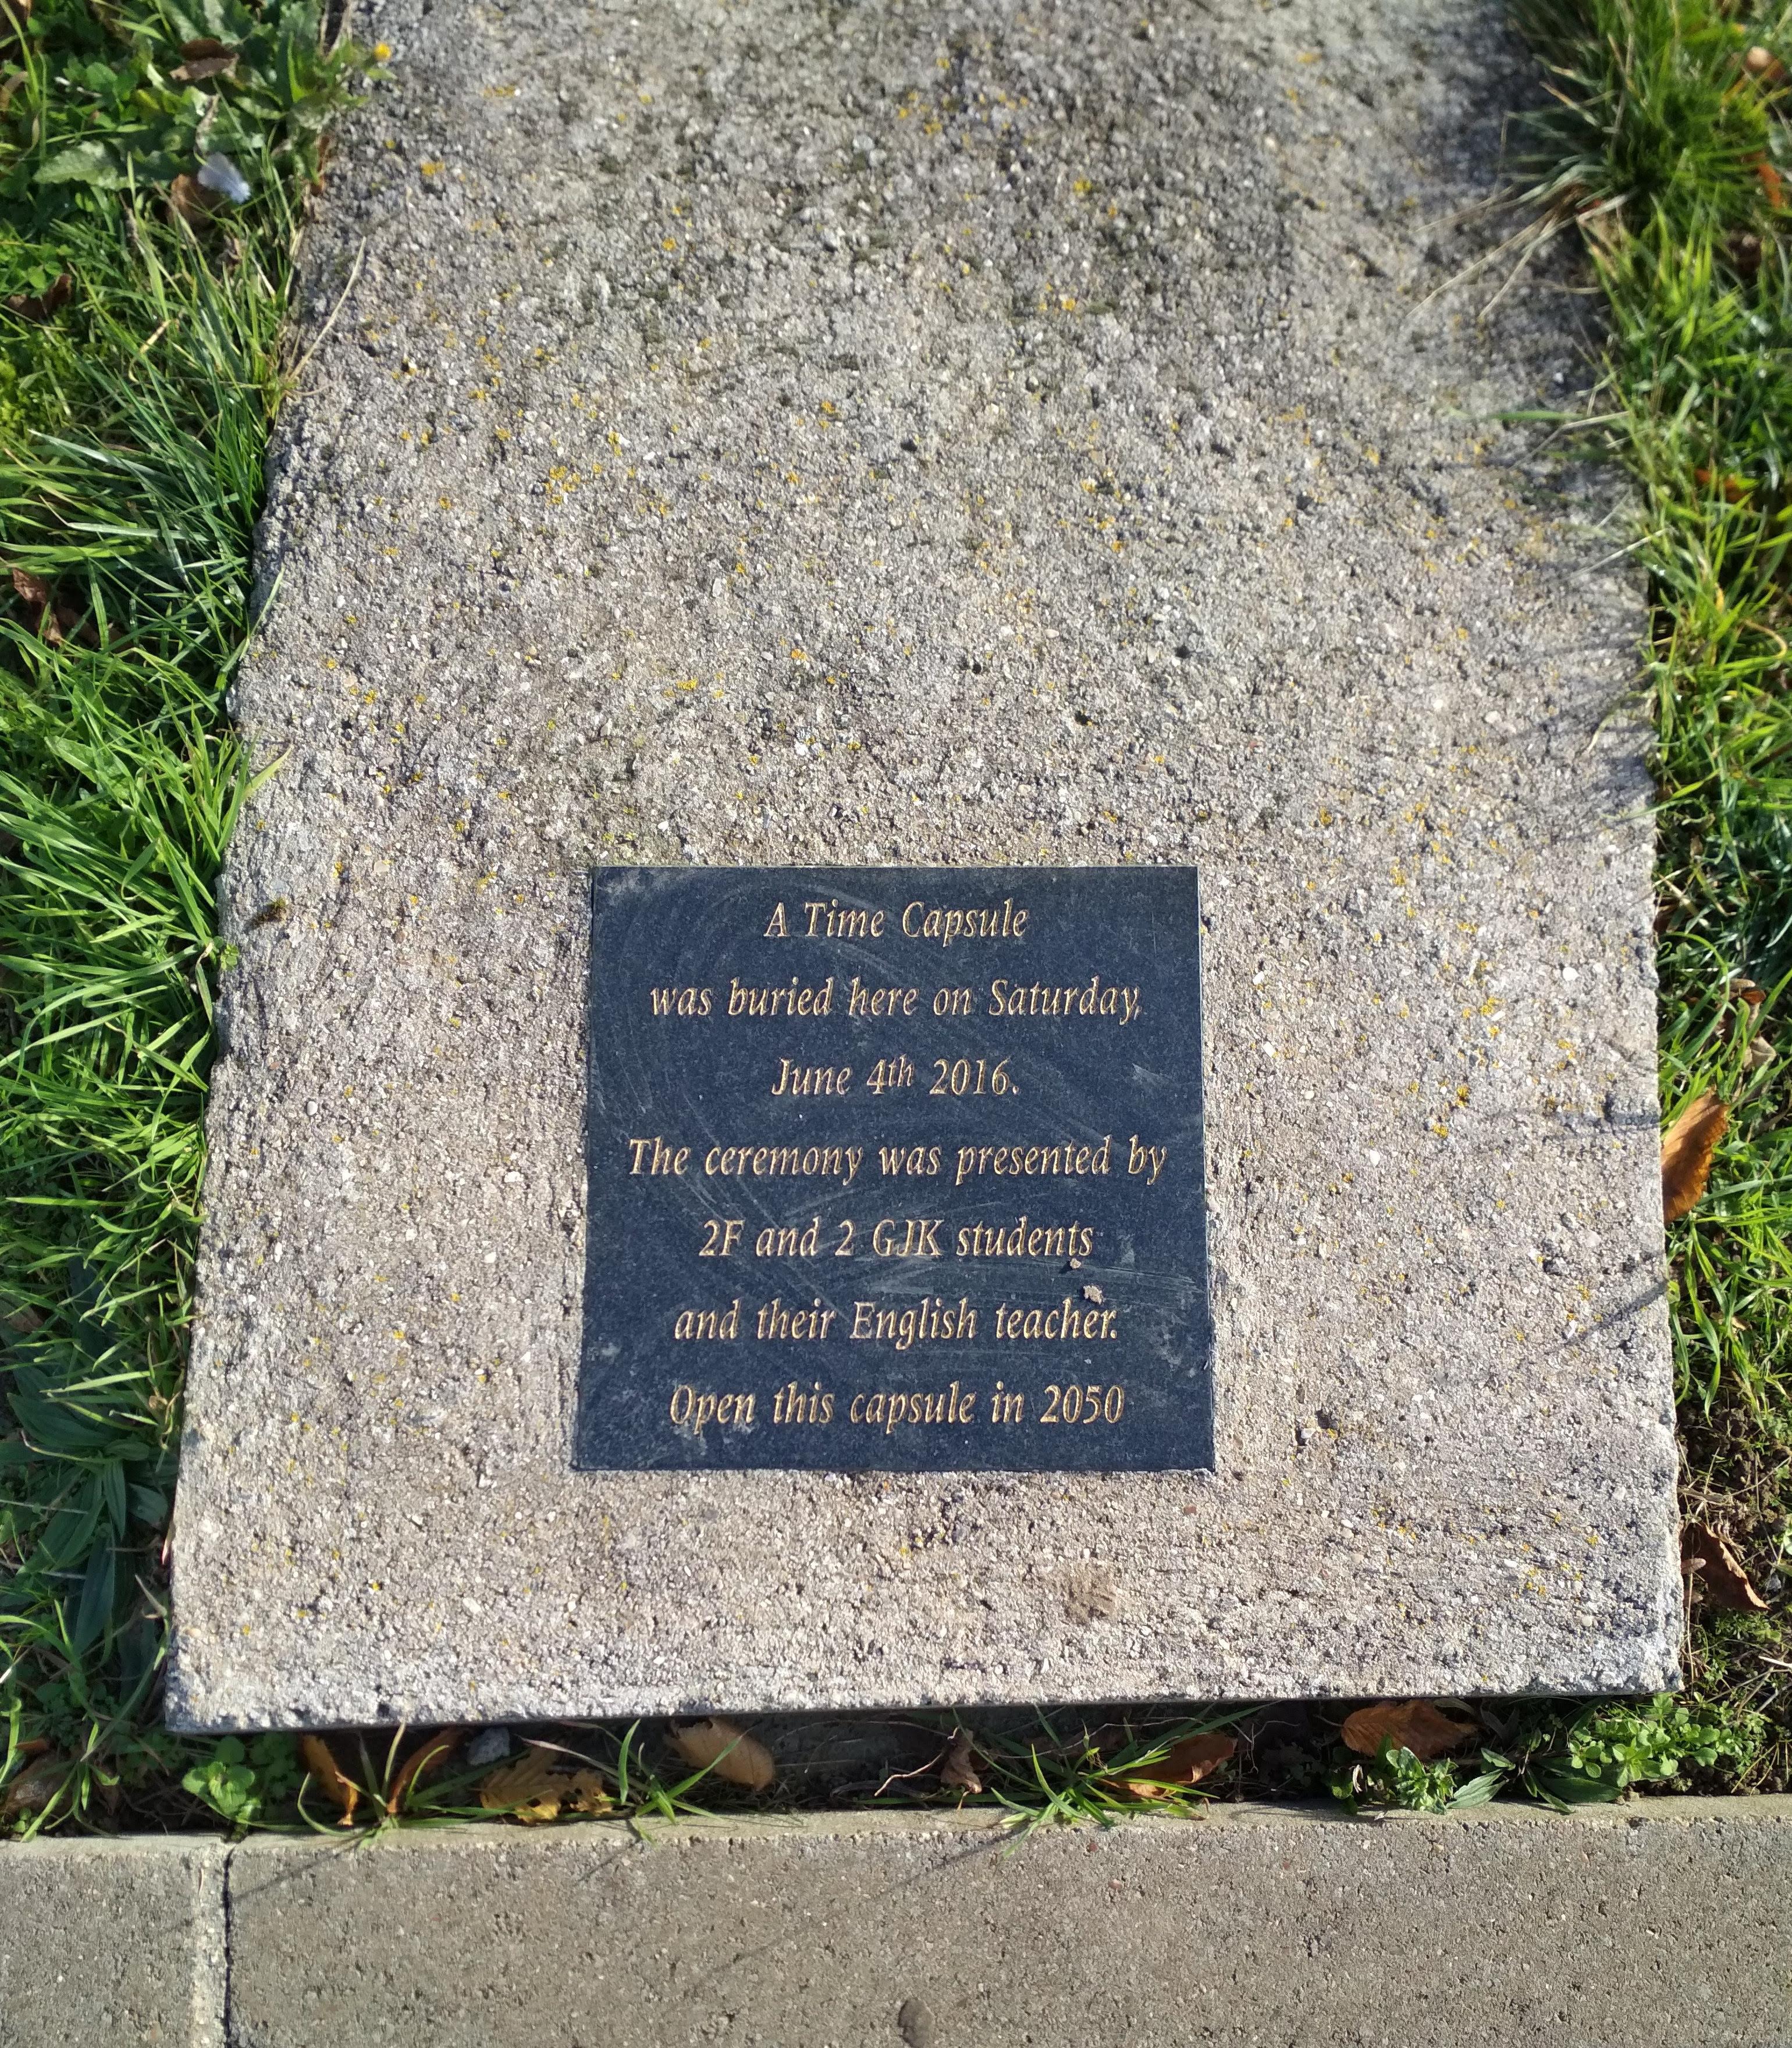 A Time Capsule
was buried here on Saturday,
June 4th 2016.
The ceremony was presented by
2F and 2 GJK students
and their English teacher.
Open this capsule in 2050